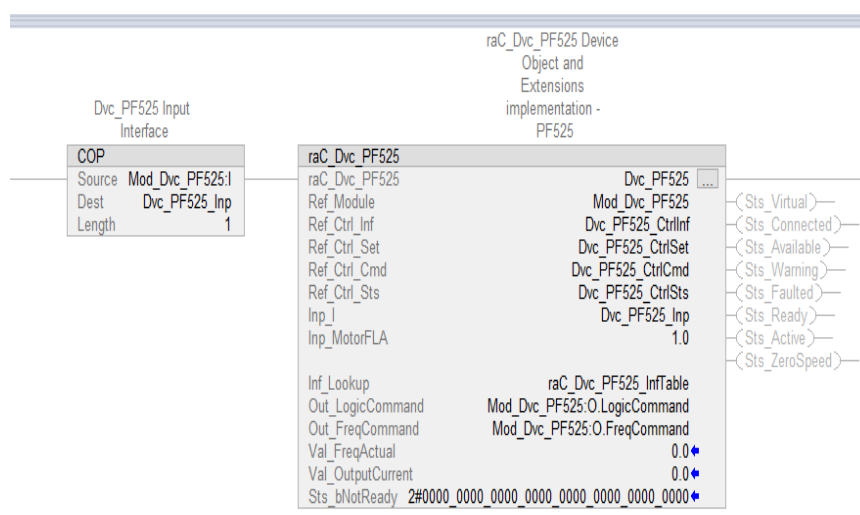 raC_Dvc_PF525 Device
Object and
Extensions
implementation -
PF525
Dvc_PF525 Input
Interface
COP
Source Mod_Dvc_PF525:I
Dest Dvc_PF525_Inp
Length 1
raC_Dvc_PF525
raC_Dvc_PF525 Dvc_PF525 ...
Ref_Module Mod_Dvc_PF525
Ref_Ctrl_Inf Dvc_PF525_CtrlInf
Ref_Ctrl_Set Dvc_PF525_CtrlSet
Ref_Ctrl_Cmd Dvc_PF525_CtrlCmd
Ref_Ctrl_Sts Dvc_PF525_CtrlSts
Inp_I Dvc_PF525_Inp
Inp_MotorFLA 1.0
Inf_Lookup raC_Dvc_PF525_InfTable
Out_LogicCommand Mod_Dvc_PF525:O.LogicCommand
Out_FreqCommand Mod_Dvc_PF525:O.FreqCommand
Val_FreqActual 0.0
Val_OutputCurrent 0.0
Sts_bNotReady 2#0000_0000_0000_0000_0000_0000_0000_0000
(Sts_Virtual)
(Sts_Connected)
(Sts_Available)
(Sts_Warning)
(Sts_Faulted)
(Sts_Ready)
(Sts_Active)
(Sts_ZeroSpeed)